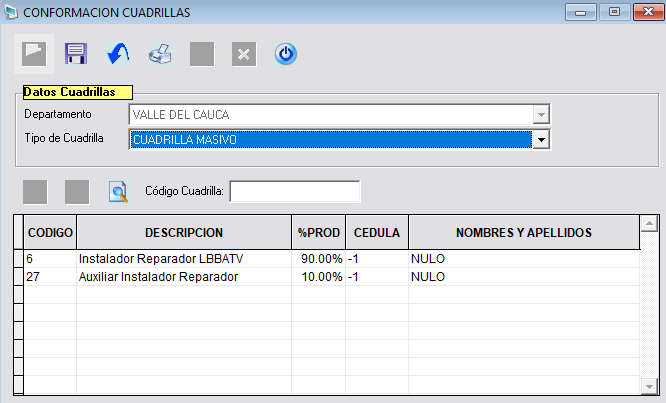 CONFORMACION CUADRILLAS
Datos Cuadrillas
Departamento VALLE DEL CAUCA
Tipo de Cuadrilla CUADRILLA MASIVO
Código Cuadrilla:
CODIGO DESCRIPCION %PROD CEDULA NOMBRES Y APELLIDOS
6 Instalador Reparador LBBATV 90.00% -1 NULO
27 Auxiliar Instalador Reparador 10.00% -1 NULO